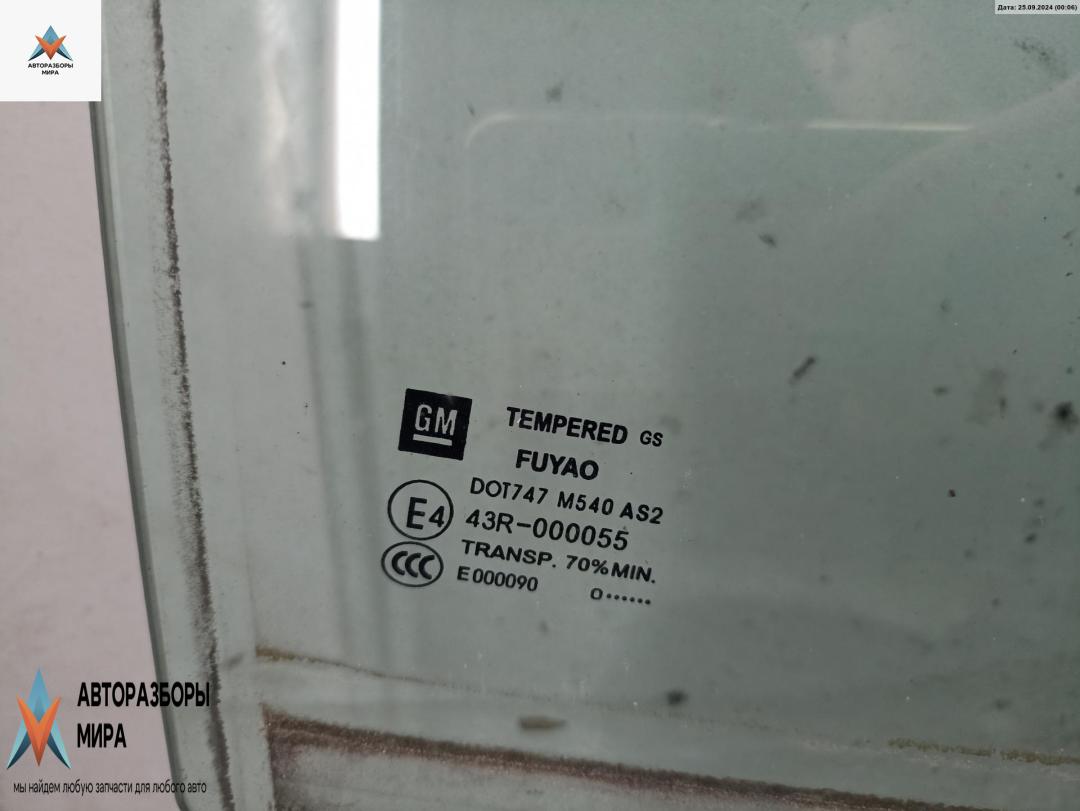 Дата: 25.09.2024 (00:06)
АВТОРАЗБОРЫ
МИРА
GM
TEMPERED GS
FUYAO
DOT747 M540 AS2
E4
43R-000055
TRANSP. 70% MIN.
CCC
E000090
0••••••
АВТОРАЗБОРЫ
МИРА
мы найдем любую запчасти для любого авто